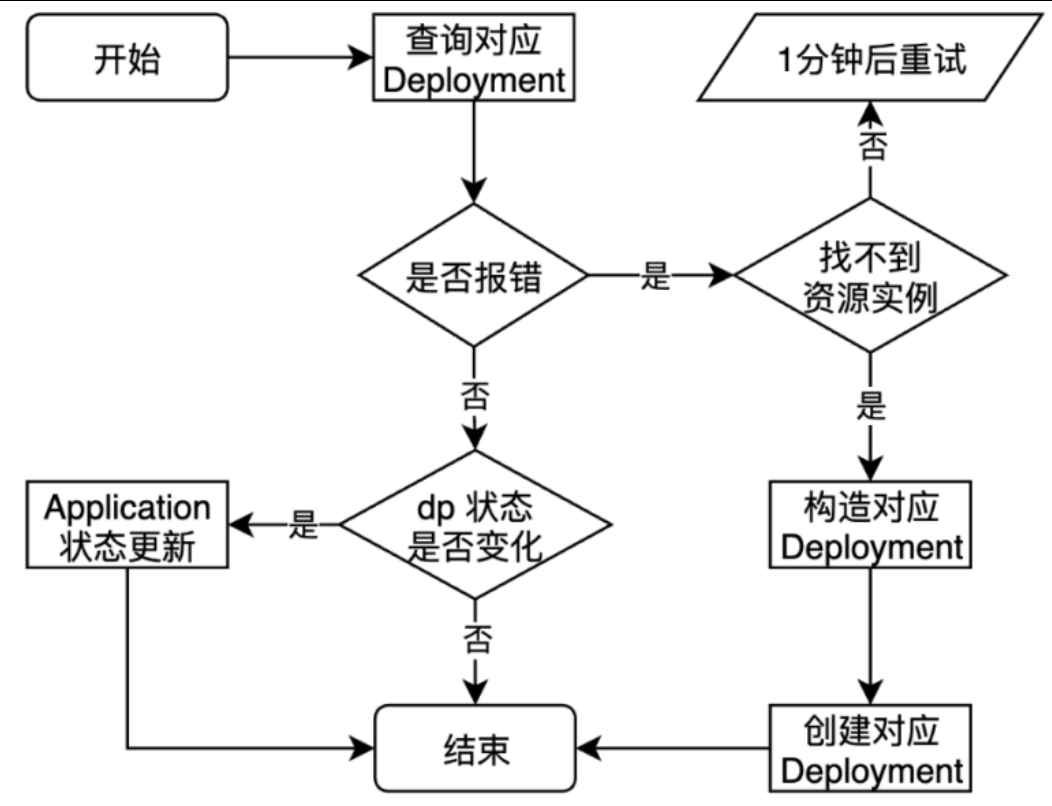 开始
查询对应
Deployment
1分钟后重试
否
是否报错
是
找不到
资源实例
否
是
Application
状态更新
是
dp 状态
是否变化
构造对应
Deployment
否
结束
创建对应
Deployment